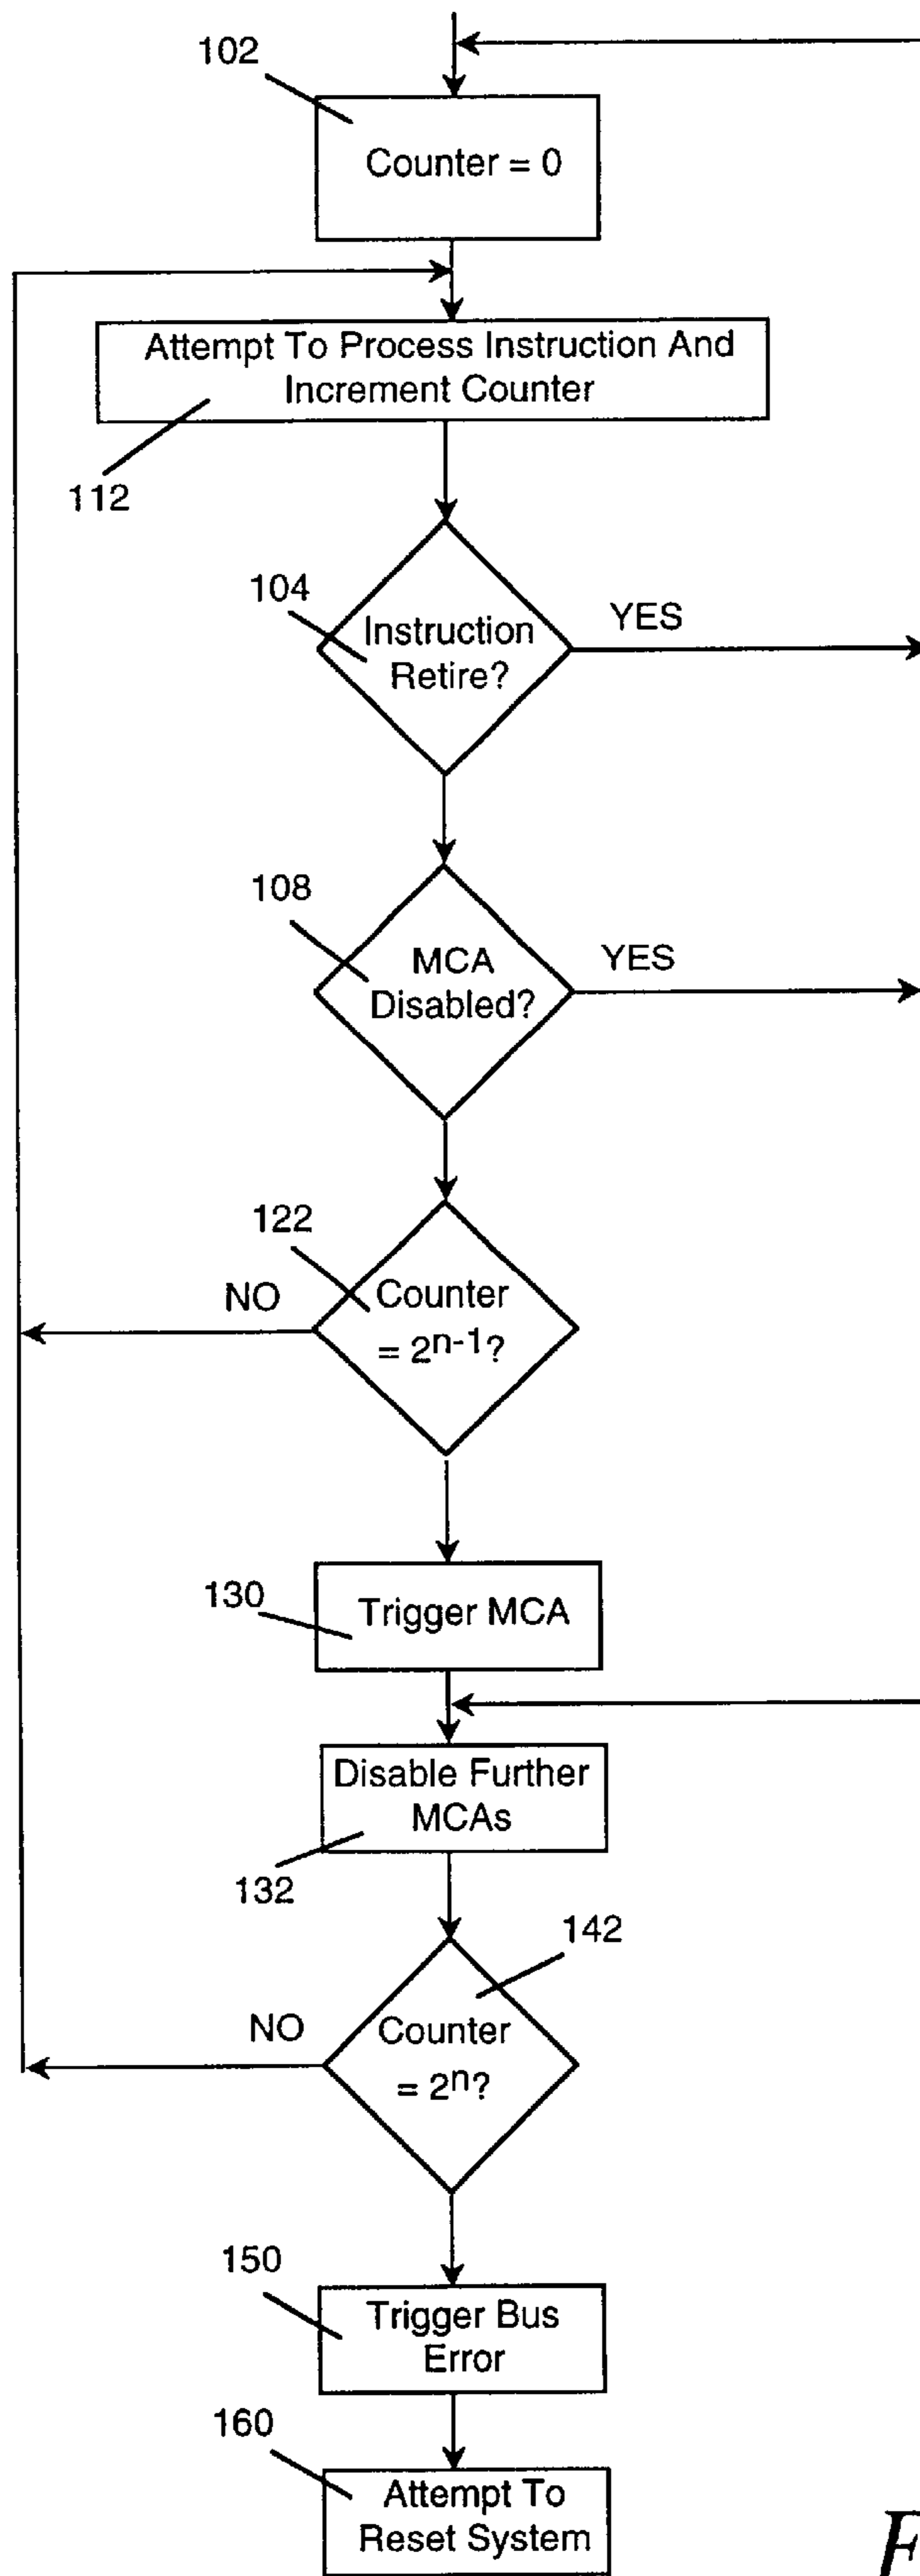 102
Counter = 0
Attempt To Process Instruction And
Increment Counter
112
104
Instruction
Retire?
YES
108
MCA
Disabled?
YES
122
Counter
= 2^{n-1}?
NO
130
Trigger MCA
Disable Further
MCAs
132
142
Counter
= 2^n?
NO
150
Trigger Bus
Error
160
Attempt To
Reset System
F